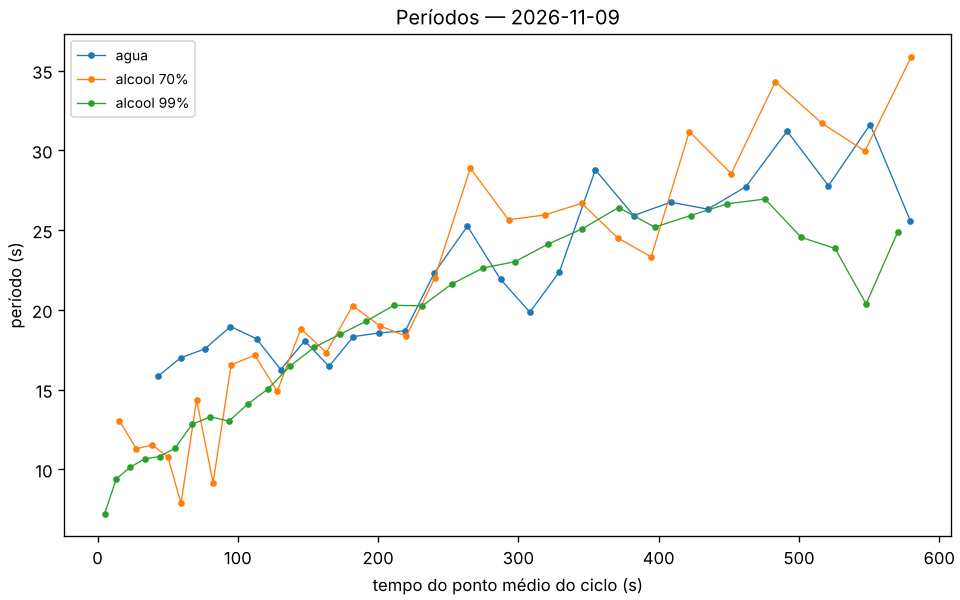 Períodos — 2026-11-09
agua
alcool 70%
alcool 99%
período (s)
35
30
25
20
15
10
0 100 200 300 400 500 600
tempo do ponto médio do ciclo (s)